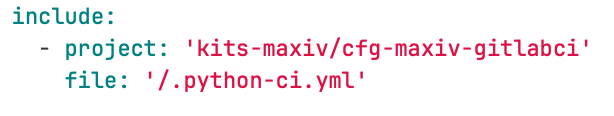 include:
  - project: 'kits-maxiv/cfg-maxiv-gitlabci'
    file: '/.python-ci.yml'